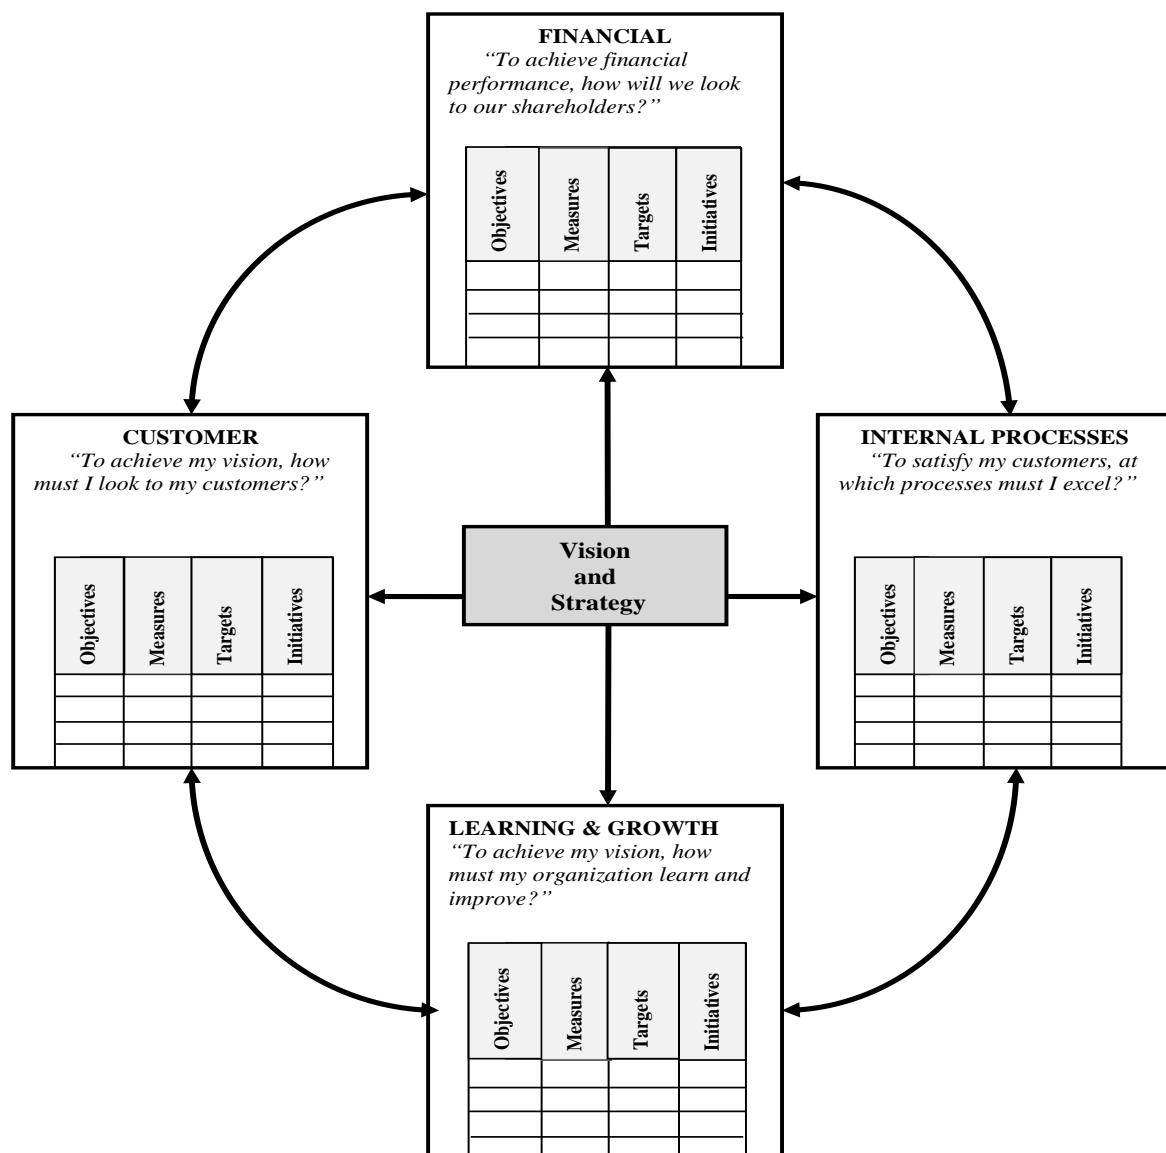 FINANCIAL
“To achieve financial
performance, how will we look
to our shareholders?”
Objectives
Measures
Targets
Initiatives
CUSTOMER
“To achieve my vision, how
must I look to my customers?”
Objectives
Measures
Targets
Initiatives
Vision
and
Strategy
INTERNAL PROCESSES
“To satisfy my customers, at
which processes must I excel?”
Objectives
Measures
Targets
Initiatives
LEARNING & GROWTH
“To achieve my vision, how
must my organization learn and
improve?”
Objectives
Measures
Targets
Initiatives